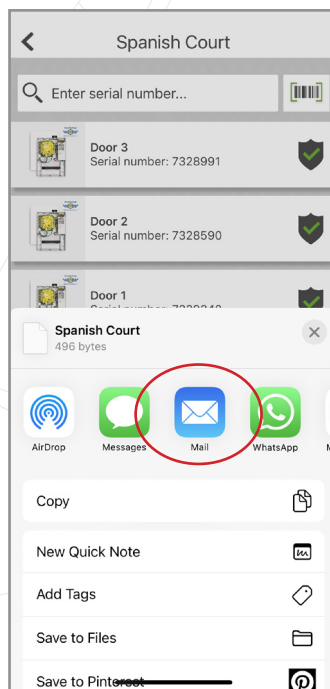 Spanish Court
Enter serial number...
Door 3
Serial number: 7328991
Door 2
Serial number: 7328590
Door 1
Spanish Court
496 bytes
AirDrop
Messages
Mail
WhatsApp
Copy
New Quick Note
Add Tags
Save to Files
Save to Pinterest